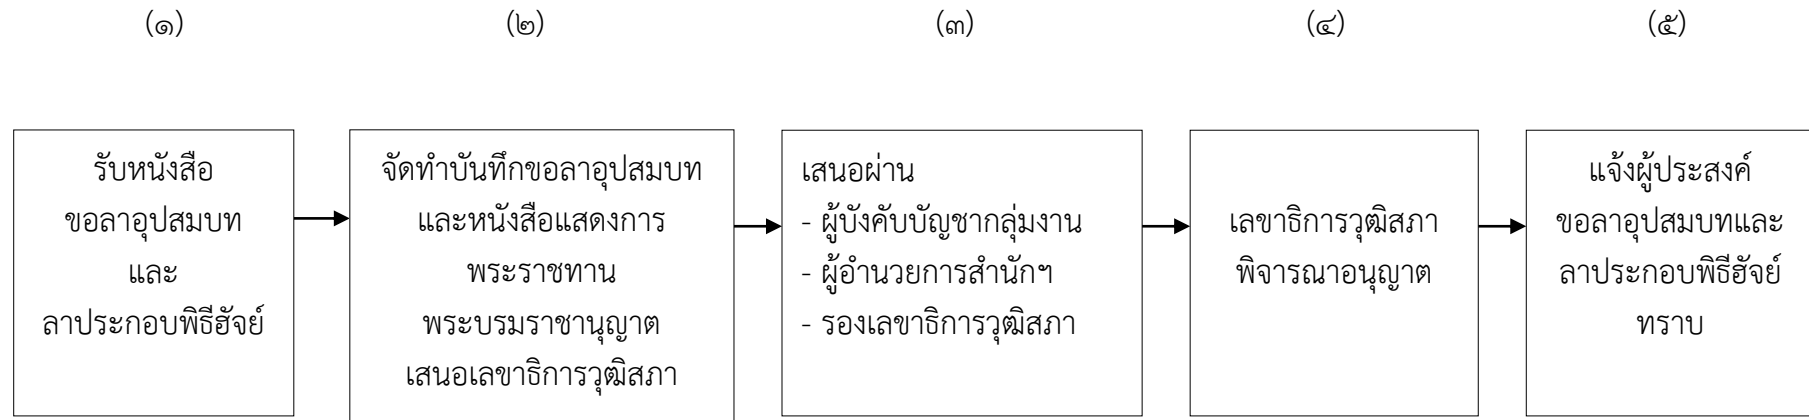 (๑) (๒) (๓) (๔) (๕)
รับหนังสือ
ขอลาอุปสมบท
และ
ลาประกอบพิธีฮัจย์
จัดทำบันทึกขอลาอุปสมบท
และหนังสือแสดงการ
พระราชทาน
พระบรมราชานุญาต
เสนอเลขาธิการวุฒิสภา
เสนอผ่าน
- ผู้บังคับบัญชากลุ่มงาน
- ผู้อำนวยการสำนักฯ
- รองเลขาธิการวุฒิสภา
เลขาธิการวุฒิสภา
พิจารณาอนุญาต
แจ้งผู้ประสงค์
ขอลาอุปสมบทและ
ลาประกอบพิธีฮัจย์
ทราบ